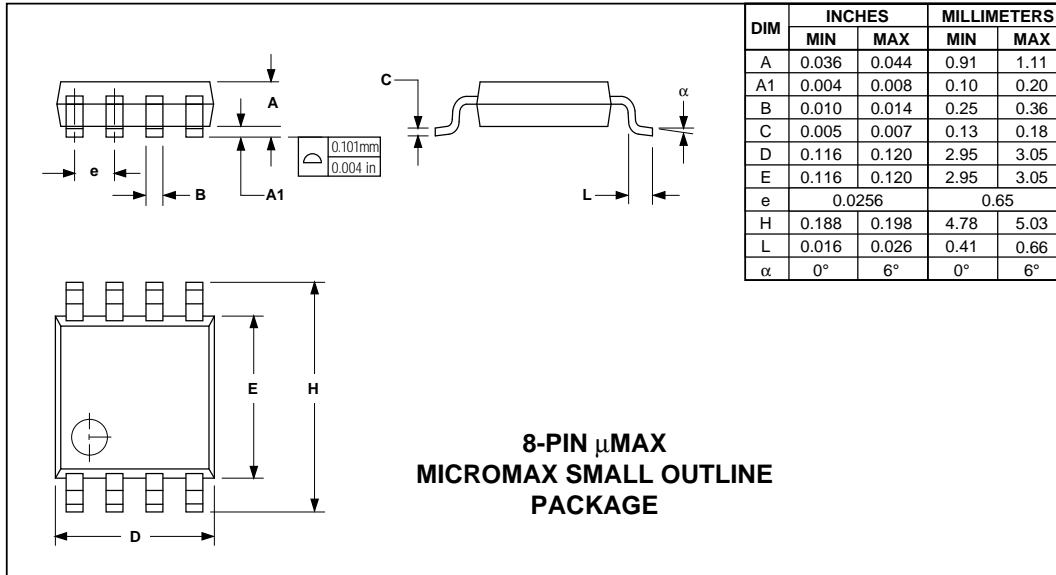 DIM INCHES MILLIMETERS
MIN MAX MIN MAX
A 0.036 0.044 0.91 1.11
A1 0.004 0.008 0.10 0.20
B 0.010 0.014 0.25 0.36
C 0.005 0.007 0.13 0.18
D 0.116 0.120 2.95 3.05
E 0.116 0.120 2.95 3.05
e 0.0256 0.65
H 0.188 0.198 4.78 5.03
L 0.016 0.026 0.41 0.66
α 0° 6° 0° 6°
A
C
α
0.101mm
0.004 in
e
B
A1
L
E
H
D
8-PIN μMAX
MICROMAX SMALL OUTLINE
PACKAGE